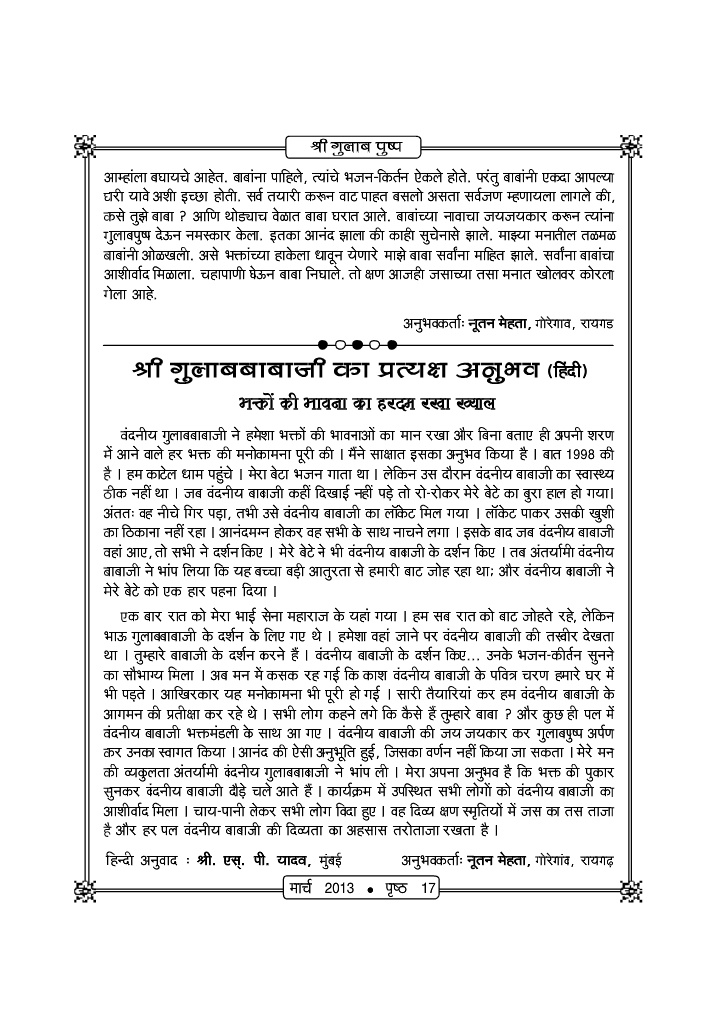 श्री गुलाब पुष्प
आम्हांला बघायचे आहेत. बाबांना पाहिले, त्यांचे भजन-किर्तन ऐकले होते. परंतु बाबांनी एकदा आपल्या
घरी यावे अशी इच्छा होती. सर्व तयारी करून वाट पाहत बसलो असता सर्वजण म्हणायला लागले की,
कसे तुझे बाबा ? आणि थोड्याच वेळात बाबा घरात आले. बाबांच्या नावाचा जयजयकार करून त्यांना
गुलाबपुष्प देऊन नमस्कार केला. इतका आनंद झाला की काही सुचेनासे झाले. माझ्या मनातील तळमळ
बाबांनी ओळखली. असे भक्तांच्या हाकेला धावून येणारे माझे बाबा सर्वांना माहित झाले. सर्वांना बाबांचा
आशीर्वाद मिळाला. चहापाणी घेऊन बाबा निघाले. तो क्षण आजही जसाच्या तसा मनात खोलवर कोरला
गेला आहे.
अनुभवकर्ताः नूतन मेहता, गोरेगाव, रायगड
श्री गुलाबबाबाजी का प्रत्यक्ष अनुभव (हिंदी)
भक्तों की भावना का हरदम रखा ख्याल
वंदनीय गुलाबबाबाजी ने हमेशा भक्तों की भावनाओं का मान रखा और बिना बताए ही अपनी शरण
में आने वाले हर भक्त की मनोकामना पूरी की । मैंने साक्षात इसका अनुभव किया है । बात 1998 की
है । हम काटेल धाम पहुंचे । मेरा बेटा भजन गाता था । लेकिन उस दौरान वंदनीय बाबाजी का स्वास्थ्य
ठीक नहीं था । जब वंदनीय बाबाजी कहीं दिखाई नहीं पड़े तो रो-रोकर मेरे बेटे का बुरा हाल हो गया।
अंततः वह नीचे गिर पड़ा, तभी उसे वंदनीय बाबाजी का लॉकेट मिल गया । लॉकेट पाकर उसकी खुशी
का ठिकाना नहीं रहा । आनंदमग्न होकर वह सभी के साथ नाचने लगा । इसके बाद जब वंदनीय बाबाजी
वहां आए, तो सभी ने दर्शन किए । मेरे बेटे ने भी वंदनीय बाबाजी के दर्शन किए । तब अंतर्यामी वंदनीय
बाबाजी ने भांप लिया कि यह बच्चा बड़ी आतुरता से हमारी बाट जोह रहा था; और वंदनीय बाबाजी ने
मेरे बेटे को एक हार पहना दिया ।
एक बार रात को मेरा भाई सेना महाराज के यहां गया । हम सब रात को बाट जोहते रहे, लेकिन
भाऊ गुलाबबाबाजी के दर्शन के लिए गए थे । हमेशा वहां जाने पर वंदनीय बाबाजी की तस्वीर देखता
था । तुम्हारे बाबाजी के दर्शन करने हैं । वंदनीय बाबाजी के दर्शन किए... उनके भजन-कीर्तन सुनने
का सौभाग्य मिला । अब मन में कसक रह गई कि काश वंदनीय बाबाजी के पवित्र चरण हमारे घर में
भी पड़ते । आखिरकार यह मनोकामना भी पूरी हो गई । सारी तैयारियां कर हम वंदनीय बाबाजी के
आगमन की प्रतीक्षा कर रहे थे । सभी लोग कहने लगे कि कैसे हैं तुम्हारे बाबा ? और कुछ ही पल में
वंदनीय बाबाजी भक्तमंडली के साथ आ गए । वंदनीय बाबाजी की जय जयकार कर गुलाबपुष्प अर्पण
कर उनका स्वागत किया । आनंद की ऐसी अनुभूति हुई, जिसका वर्णन नहीं किया जा सकता । मेरे मन
की व्यकुलता अंतर्यामी वंदनीय गुलाबबाबाजी ने भांप ली । मेरा अपना अनुभव है कि भक्त की पुकार
सुनकर वंदनीय बाबाजी दौड़े चले आते हैं । कार्यक्रम में उपस्थित सभी लोगों को वंदनीय बाबाजी का
आशीर्वाद मिला । चाय-पानी लेकर सभी लोग विदा हुए । वह दिव्य क्षण स्मृतियों में जस का तस ताजा
है और हर पल वंदनीय बाबाजी की दिव्यता का अहसास तरोताजा रखता है ।
हिन्दी अनुवाद : श्री. एस्. पी. यादव, मुंबई अनुभवकर्ताः नूतन मेहता, गोरेगांव, रायगढ़
मार्च 2013 ● पृष्ठ 17